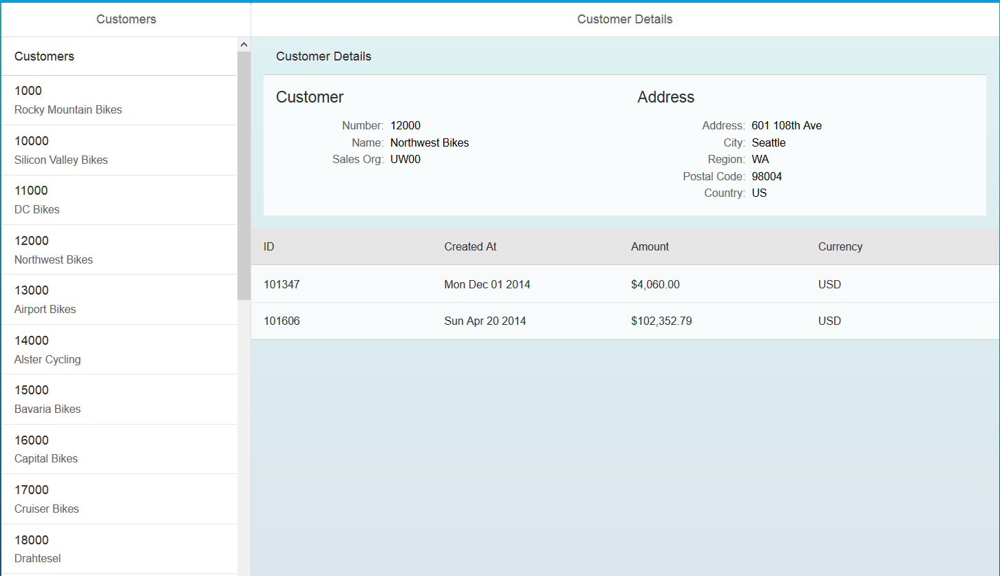 Customers
Customer Details
Customers
1000
Rocky Mountain Bikes
10000
Silicon Valley Bikes
11000
DC Bikes
12000
Northwest Bikes
13000
Airport Bikes
14000
Alster Cycling
15000
Bavaria Bikes
16000
Capital Bikes
17000
Cruiser Bikes
18000
Drahtesel
Customer Details
Customer
Number: 12000
Name: Northwest Bikes
Sales Org: UW00
Address
Address: 601 108th Ave
City: Seattle
Region: WA
Postal Code: 98004
Country: US
ID Created At Amount Currency
101347 Mon Dec 01 2014 $4,060.00 USD
101606 Sun Apr 20 2014 $102,352.79 USD